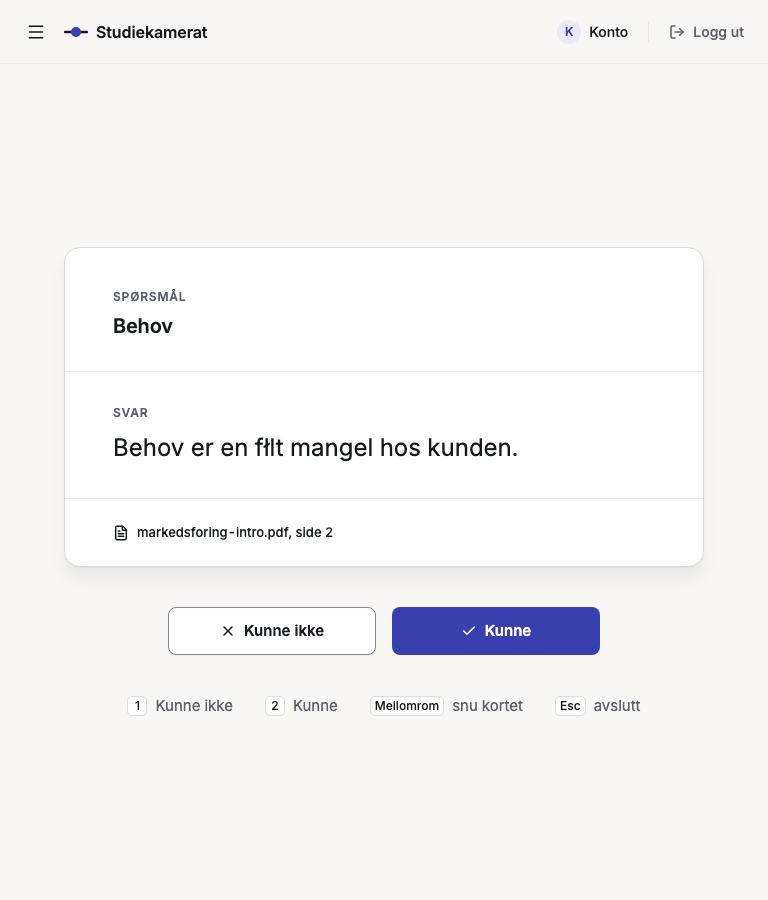 Studiekamerat
K Konto
Logg ut
SPØRSMÅL
Behov
SVAR
Behov er en fłlt mangel hos kunden.
markedsforing-intro.pdf, side 2
Kunne ikke
Kunne
1 Kunne ikke 2 Kunne Mellomrom snu kortet Esc avslutt